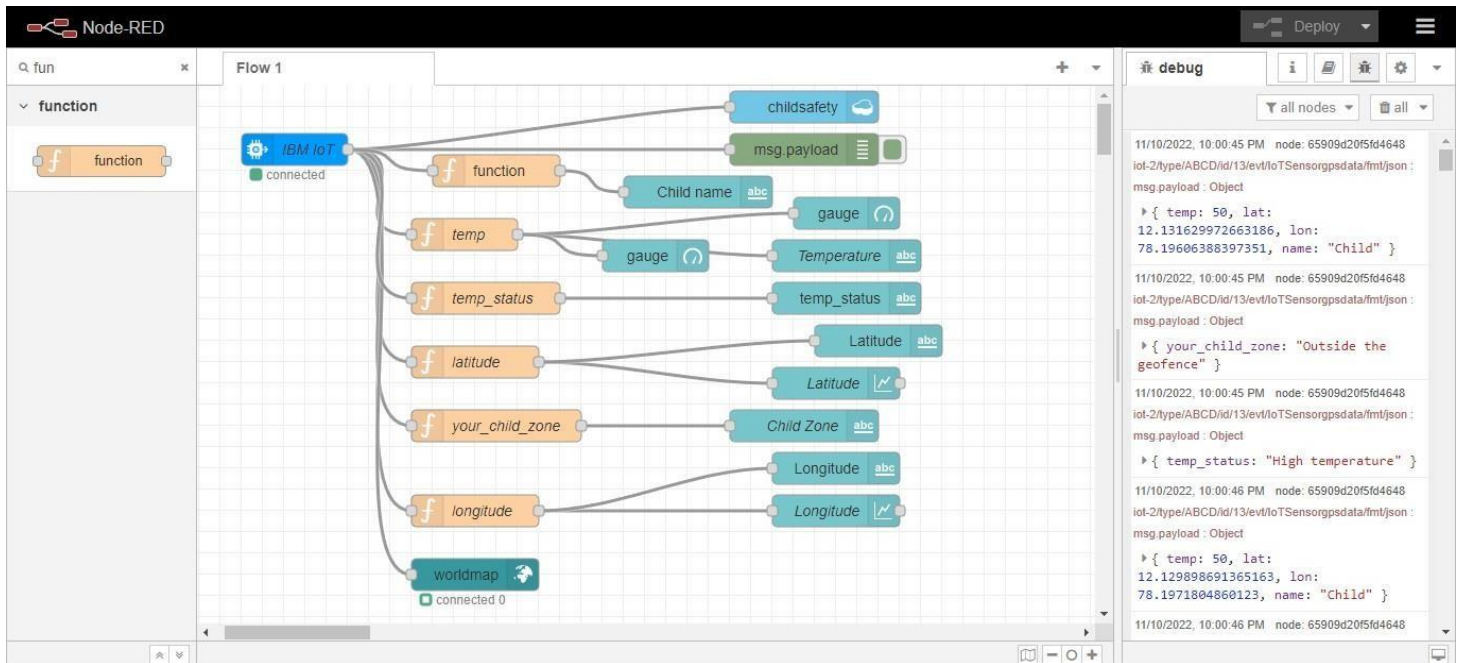 Node-RED
Deploy
fun
function
function
Flow 1
IBM IoT
connected
childsafety
msg.payload
function
Child name
abc
temp
gauge
gauge
Temperature
abc
temp_status
temp_status
abc
latitude
Latitude
abc
Latitude
your_child_zone
Child Zone
abc
Longitude
abc
longitude
Longitude
worldmap
connected 0
debug
i
all nodes
all
11/10/2022, 10:00:45 PM node: 65909d20f5fd4648
iot-2/type/ABCD/id/13/evt/IoTSensorgpsdata/fmt/json :
msg.payload : Object
{ temp: 50, lat:
12.131629972663186, lon:
78.19606388397351, name: "Child" }
11/10/2022, 10:00:45 PM node: 65909d20f5fd4648
iot-2/type/ABCD/id/13/evt/IoTSensorgpsdata/fmt/json :
msg.payload : Object
{ your_child_zone: "Outside the
geofence" }
11/10/2022, 10:00:45 PM node: 65909d20f5fd4648
iot-2/type/ABCD/id/13/evt/IoTSensorgpsdata/fmt/json :
msg.payload : Object
{ temp_status: "High temperature" }
11/10/2022, 10:00:46 PM node: 65909d20f5fd4648
iot-2/type/ABCD/id/13/evt/IoTSensorgpsdata/fmt/json :
msg.payload : Object
{ temp: 50, lat:
12.129898691365163, lon:
78.1971804860123, name: "Child" }
11/10/2022, 10:00:46 PM node: 65909d20f5fd4648